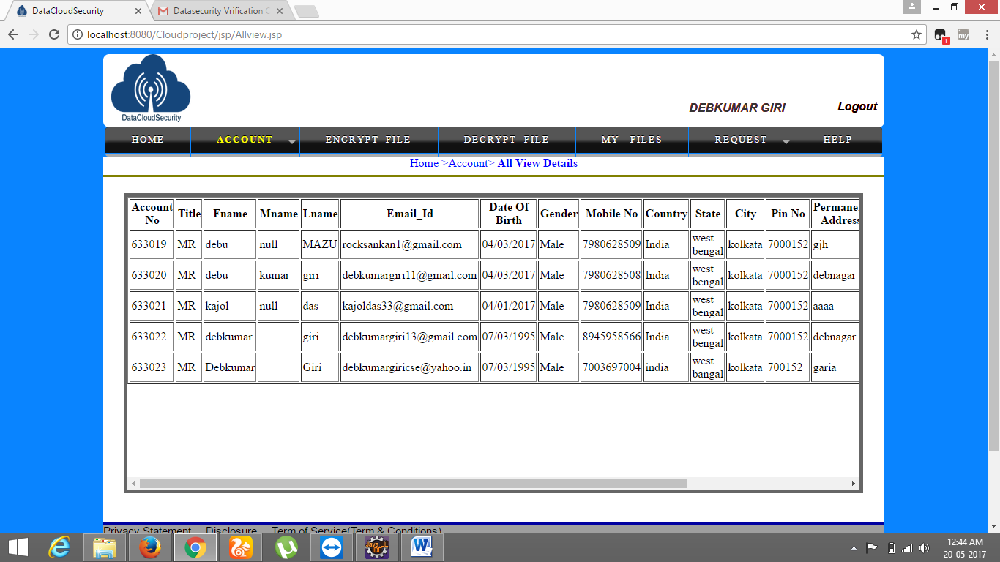 DataCloudSecurity
Datasecurity Vrification
localhost:8080/Cloudproject/jsp/Allview.jsp
1
my
DataCloudSecurity
DEBKUMAR GIRI Logout
HOME ACCOUNT ENCRYPT FILE DECRYPT FILE MY FILES REQUEST HELP
Home >Account> All View Details
Account No Title Fname Mname Lname Email_Id Date Of Birth Gender Mobile No Country State City Pin No Address
633019 MR debu null MAZU rocksankan1@gmail.com 04/03/2017 Male 7980628509 India west bengal kolkata 7000152 gjh
633020 MR debu kumar giri debkumargiri11@gmail.com 04/03/2017 Male 7980628508 India west bengal kolkata 7000152 debnagar
633021 MR kajol null das kajoldas33@gmail.com 04/01/2017 Male 7980628509 India west bengal kolkata 7000152 aaaa
633022 MR debkumar giri debkumargiri13@gmail.com 07/03/1995 Male 8945958566 India west bengal kolkata 7000152 debnagar
633023 MR Debkumar Giri debkumargiricse@yahoo.in 07/03/1995 Male 7003697004 india west bangal kolkata 700152 garia
Privacy Statement Disclosure Term of Service(Term & Conditions)
Java EE IDE
12:44 AM
20-05-2017